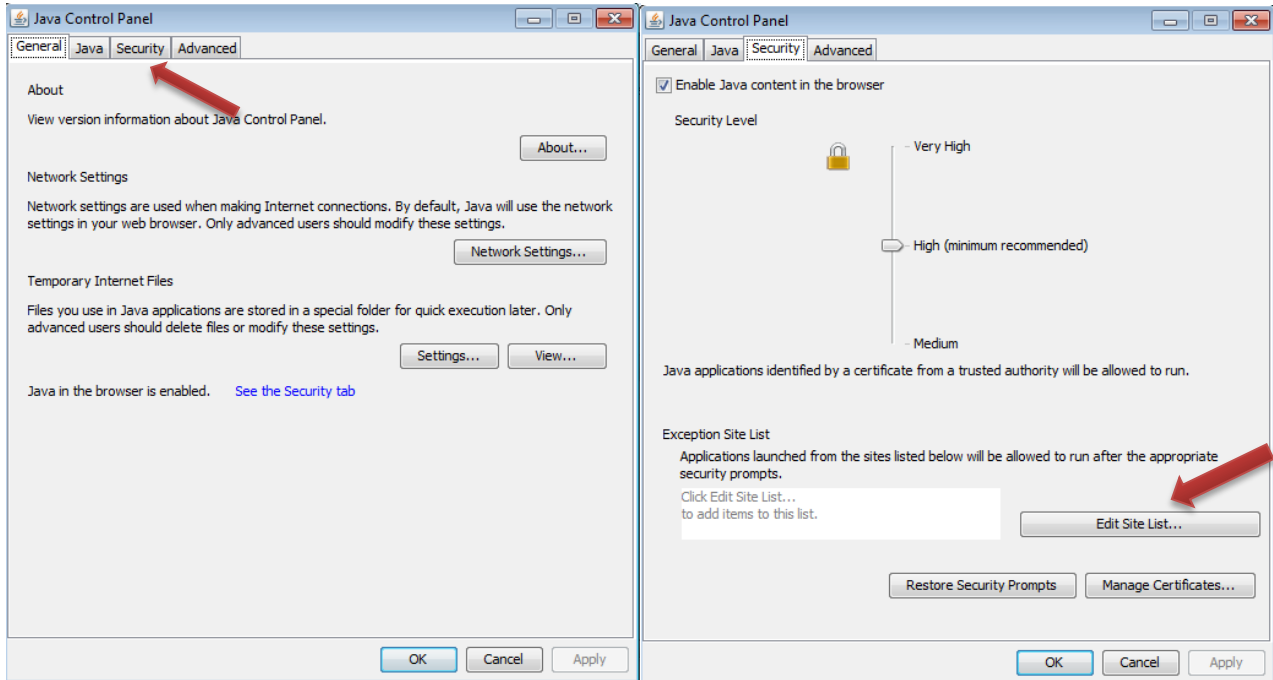 Java Control Panel
General Java Security Advanced
About
View version information about Java Control Panel.
About...
Network Settings
Network settings are used when making Internet connections. By default, Java will use the network
settings in your web browser. Only advanced users should modify these settings.
Network Settings...
Temporary Internet Files
Files you use in Java applications are stored in a special folder for quick execution later. Only
advanced users should delete files or modify these settings.
Settings... View...
Java in the browser is enabled. See the Security tab
OK Cancel Apply
Java Control Panel
General Java Security Advanced
Enable Java content in the browser
Security Level
Very High
High (minimum recommended)
Medium
Java applications identified by a certificate from a trusted authority will be allowed to run.
Exception Site List
Applications launched from the sites listed below will be allowed to run after the appropriate
security prompts.
Click Edit Site List...
to add items to this list.
Edit Site List...
Restore Security Prompts Manage Certificates...
OK Cancel Apply